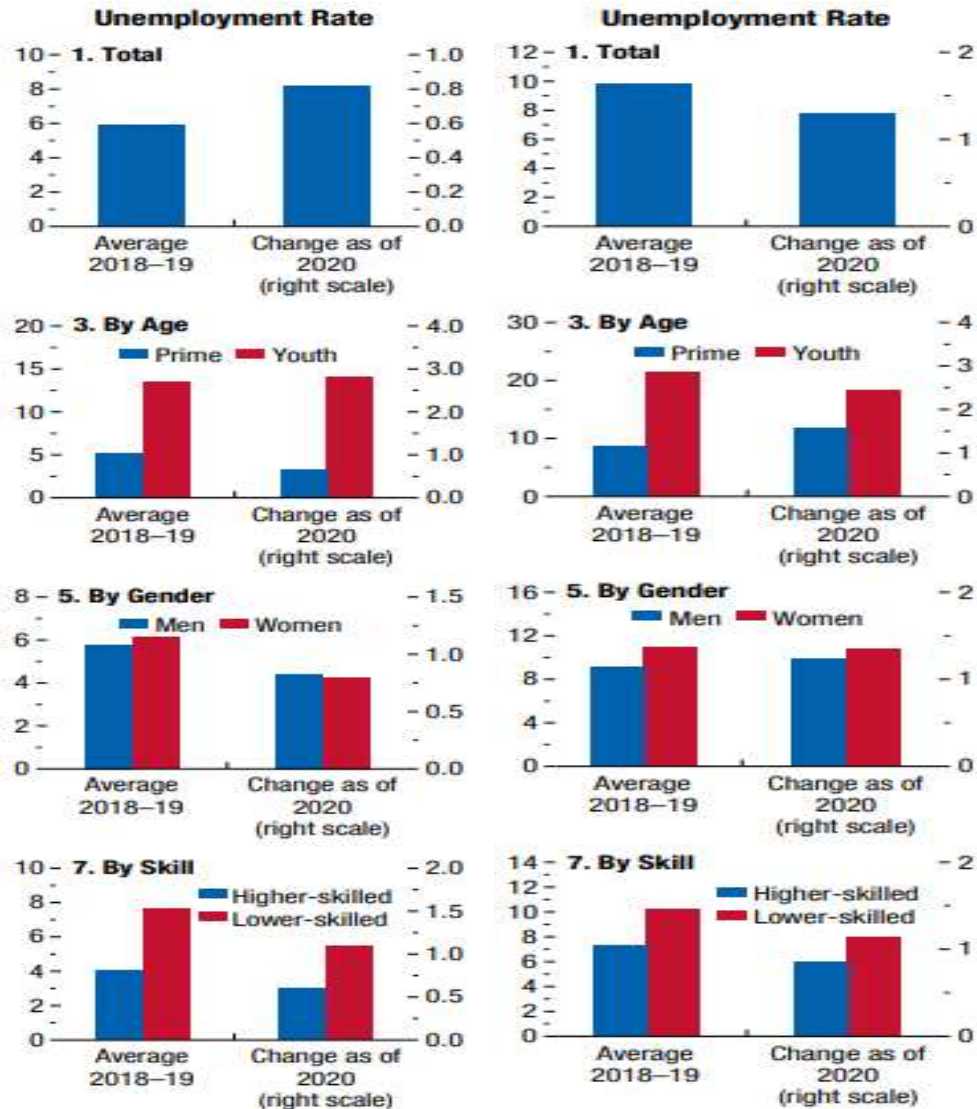 Unemployment Rate
1. Total
10
8
6
4
2
0
1.0
0.8
0.6
0.4
0.2
0.0
Average
2018–19
Change as of
2020
(right scale)
3. By Age
Prime
Youth
20
15
10
5
0
4.0
3.0
2.0
1.0
0.0
Average
2018–19
Change as of
2020
(right scale)
5. By Gender
Men
Women
8
6
4
2
0
1.5
1.0
0.5
0.0
Average
2018–19
Change as of
2020
(right scale)
7. By Skill
Higher-skilled
Lower-skilled
10
8
6
4
2
0
2.0
1.5
1.0
0.5
0.0
Average
2018–19
Change as of
2020
(right scale)
Unemployment Rate
1. Total
12
10
8
6
4
2
0
2
1
0
Average
2018–19
Change as of
2020
(right scale)
3. By Age
Prime
Youth
30
20
10
0
4
3
2
1
0
Average
2018–19
Change as of
2020
(right scale)
5. By Gender
Men
Women
16
12
8
4
0
2
1
0
Average
2018–19
Change as of
2020
(right scale)
7. By Skill
Higher-skilled
Lower-skilled
14
12
10
8
6
4
2
0
2
1
0
Average
2018–19
Change as of
2020
(right scale)